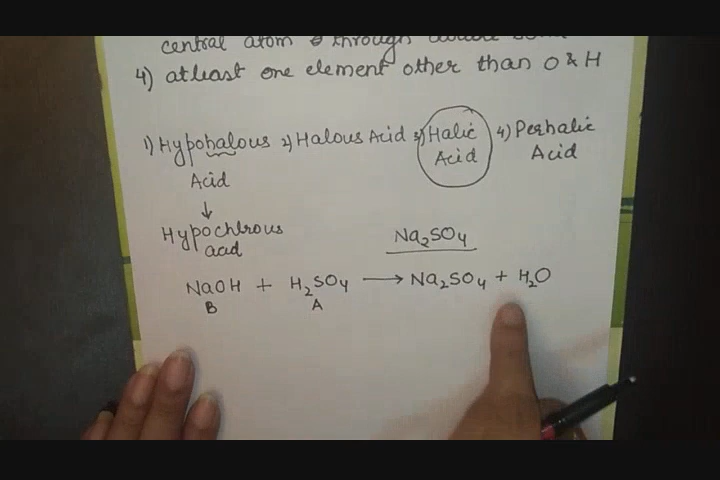 central atom through
4) atleast one element other than O & H
1) Hypohalous 2) Halous Acid 3) Halic 4) Perhalic
Acid Acid Acid
↓
Hypochlrous
acid
Na₂SO₄
NaOH + H₂SO₄ → Na₂SO₄ + H₂O
B A